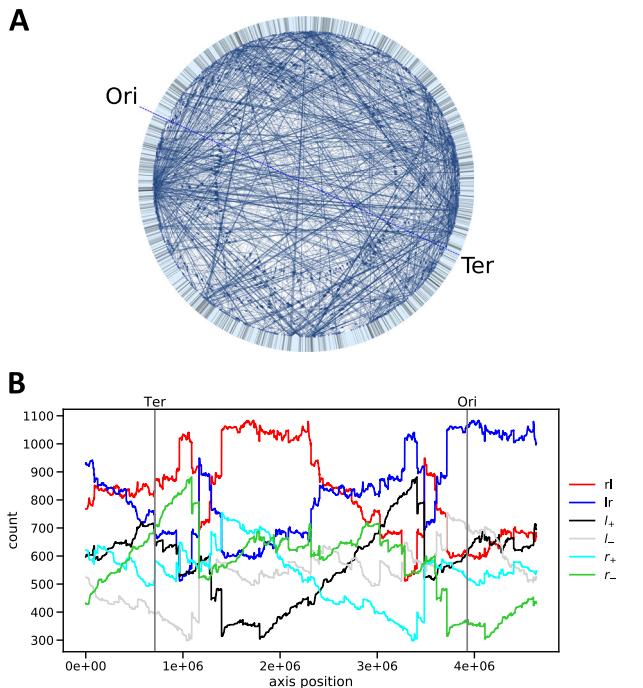 A
Ori
Ter
B
Ter
Ori
1100
1000
900
800
700
600
500
400
300
count
0e+00
1e+06
2e+06
3e+06
4e+06
axis position
rl
lr
l+
l−
r+
r−